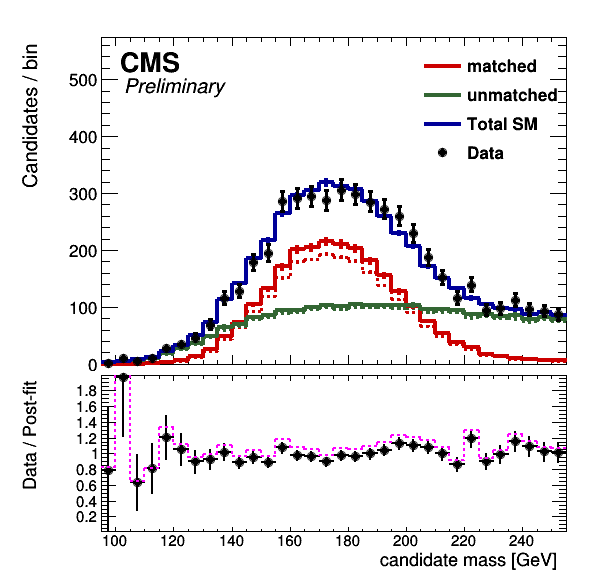 CMS
Preliminary
matched
unmatched
Total SM
Data
Candidates / bin
500
400
300
200
100
0
Data / Post-fit
1.8
1.6
1.4
1.2
1
0.8
0.6
0.4
0.2
100 120 140 160 180 200 220 240
candidate mass [GeV]